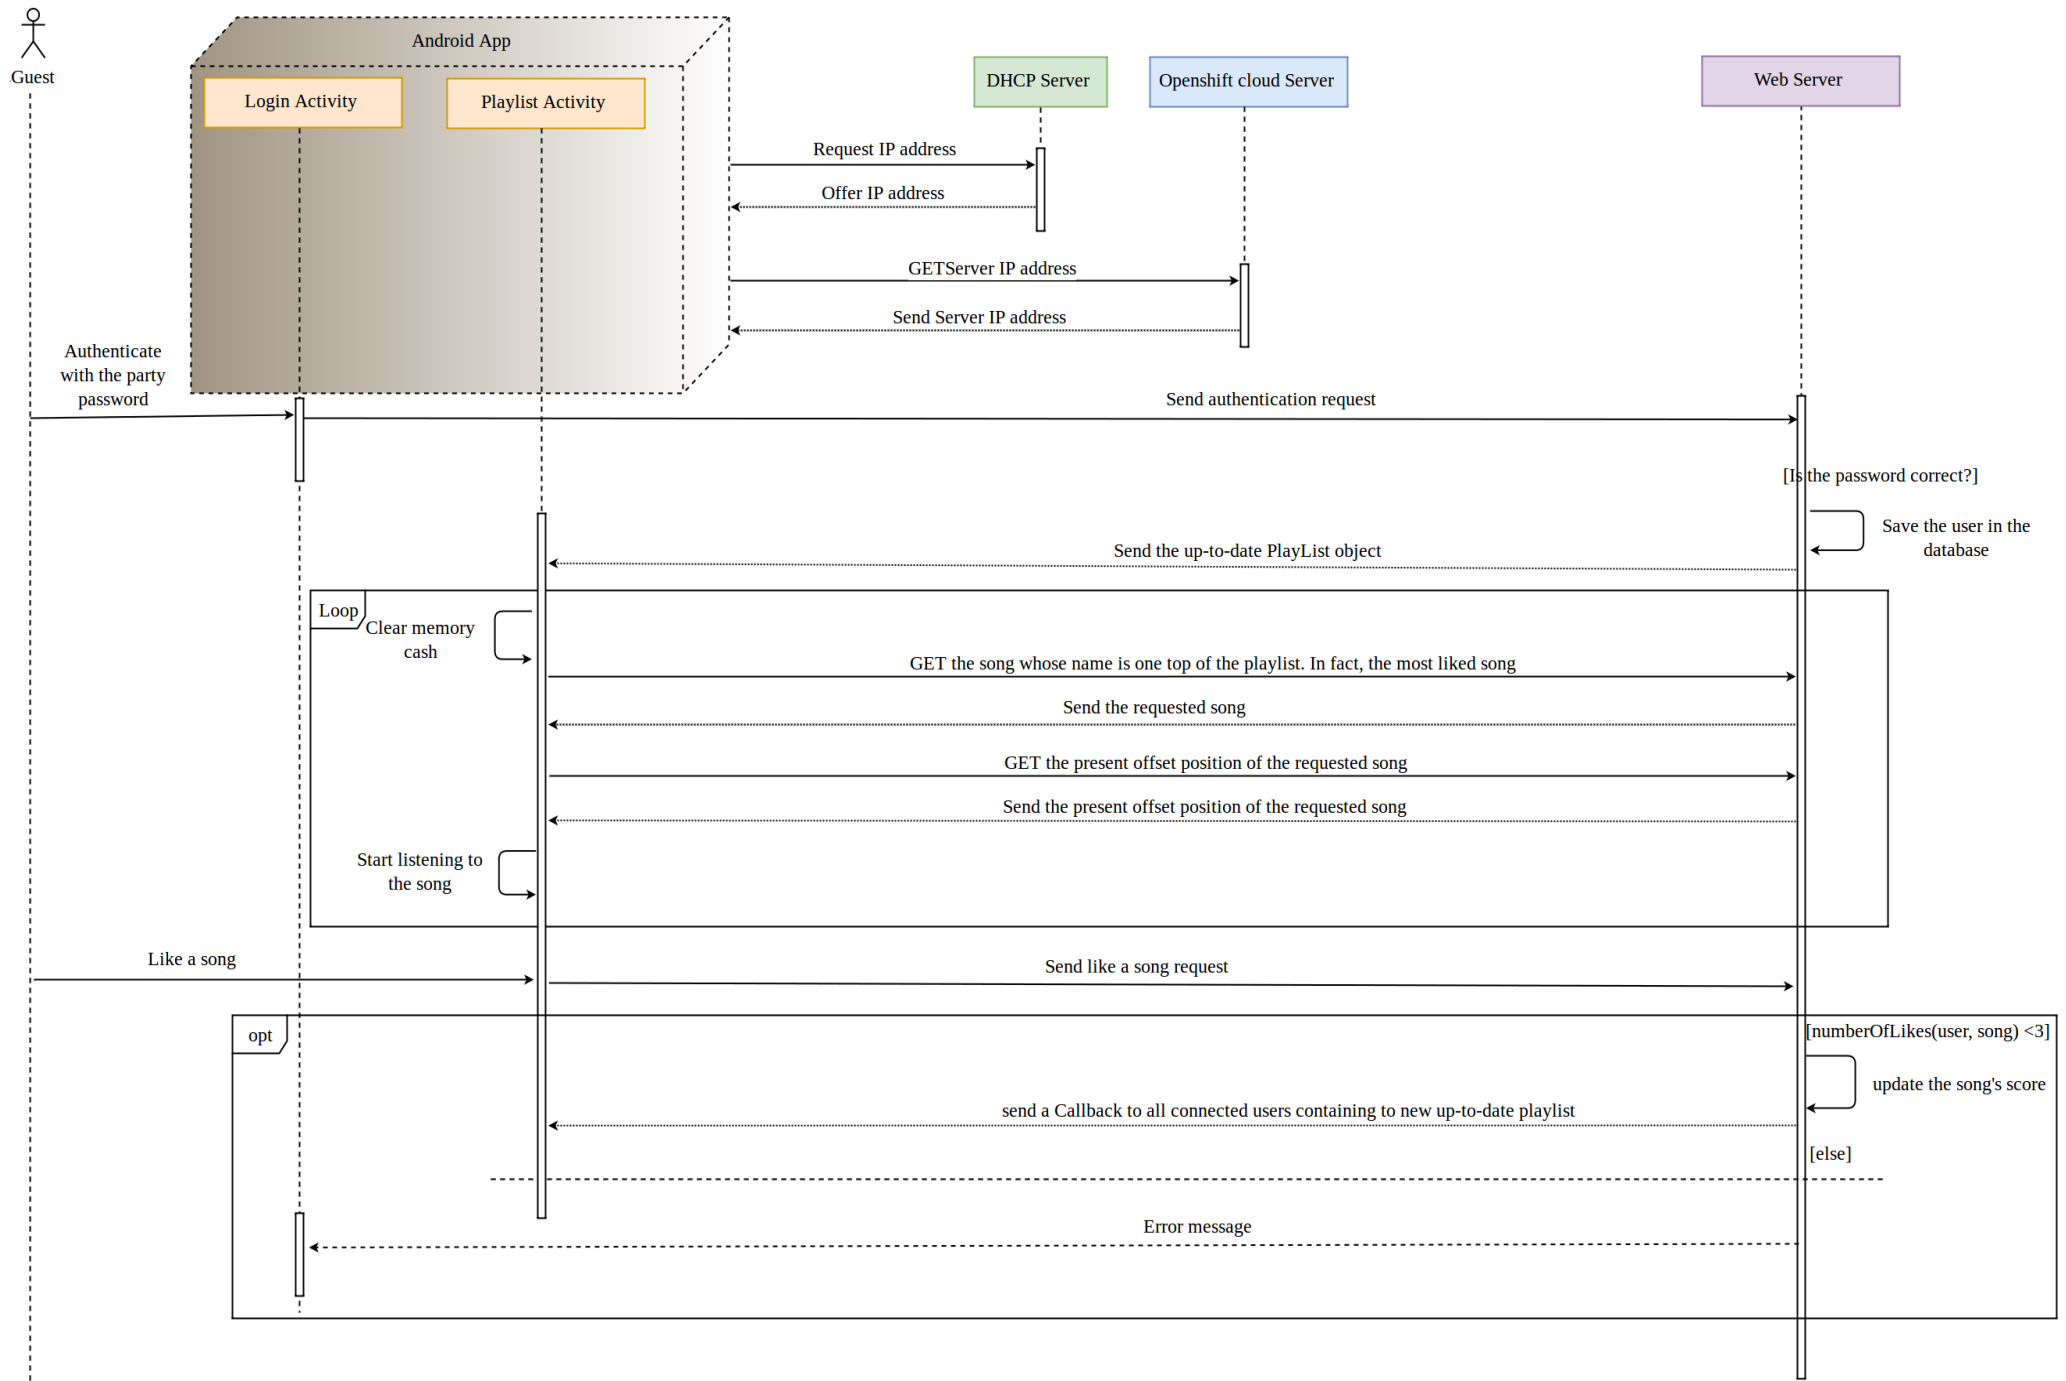 Guest
Android App
Login Activity
Playlist Activity
DHCP Server
Openshift cloud Server
Web Server
Request IP address
Offer IP address
GETServer IP address
Send Server IP address
Authenticate
with the party
password
Send authentication request
[Is the password correct?]
Save the user in the
database
Send the up-to-date PlayList object
Loop
Clear memory
cash
GET the song whose name is one top of the playlist. In fact, the most liked song
Send the requested song
GET the present offset position of the requested song
Send the present offset position of the requested song
Start listening to
the song
Like a song
Send like a song request
opt
[numberOfLikes(user, song) <3]
update the song's score
send a Callback to all connected users containing to new up-to-date playlist
[else]
Error message